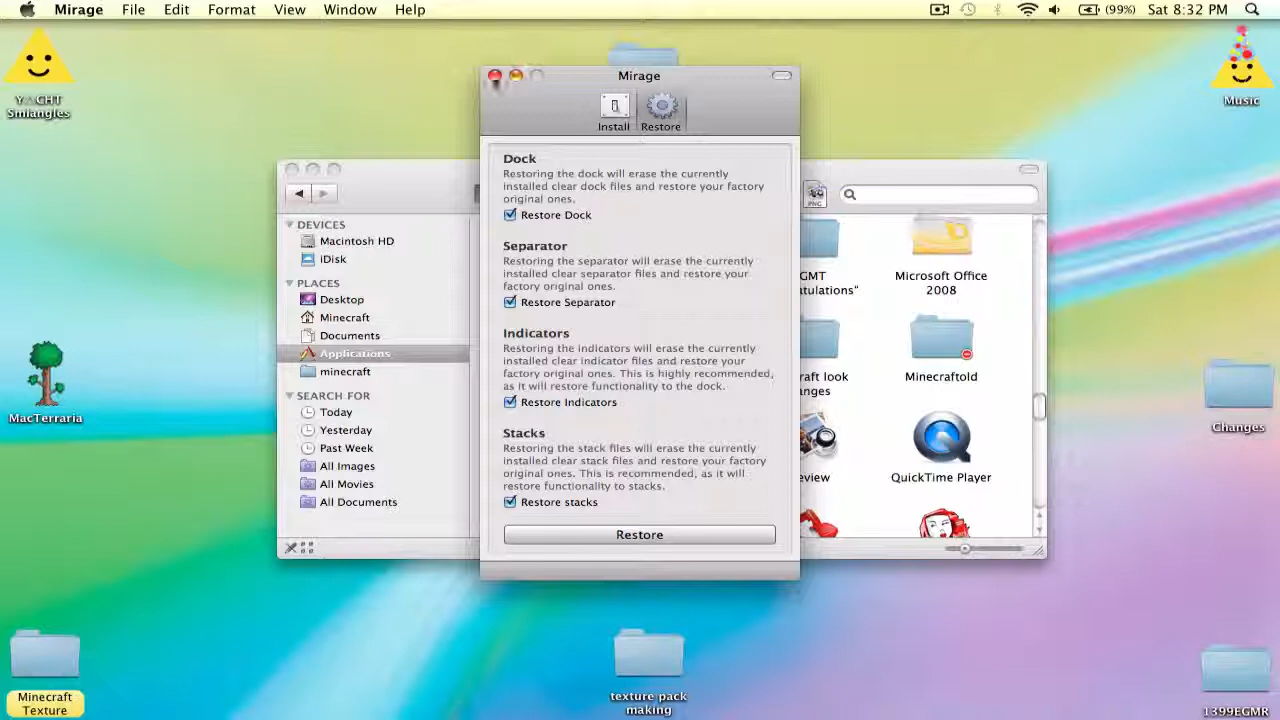 Mirage File Edit Format View Window Help
(99%) Sat 8:32 PM
Y△CHT
Smiangles
Music
MacTerraria
Changes
Minecraft
Texture
texture pack
making
1399EGMR
Mirage
Install Restore
Dock
Restoring the dock will erase the currently
installed clear dock files and restore your factory
original ones.
Restore Dock
Separator
Restoring the separator will erase the currently
installed clear separator files and restore your
factory original ones.
Restore Separator
Indicators
Restoring the indicators will erase the currently
installed clear indicator files and restore your
factory original ones. This is highly recommended,
as it will restore functionality to the dock.
Restore Indicators
Stacks
Restoring the stack files will erase the currently
installed clear stack files and restore your factory
original ones. This is recommended, as it will
restore functionality to stacks.
Restore stacks
Restore
DEVICES
Macintosh HD
iDisk
PLACES
Desktop
Minecraft
Documents
Applications
minecraft
SEARCH FOR
Today
Yesterday
Past Week
All Images
All Movies
All Documents
PNG
GMT
tulations"
Microsoft Office
2008
raft look
anges
Minecraftold
eview
QuickTime Player